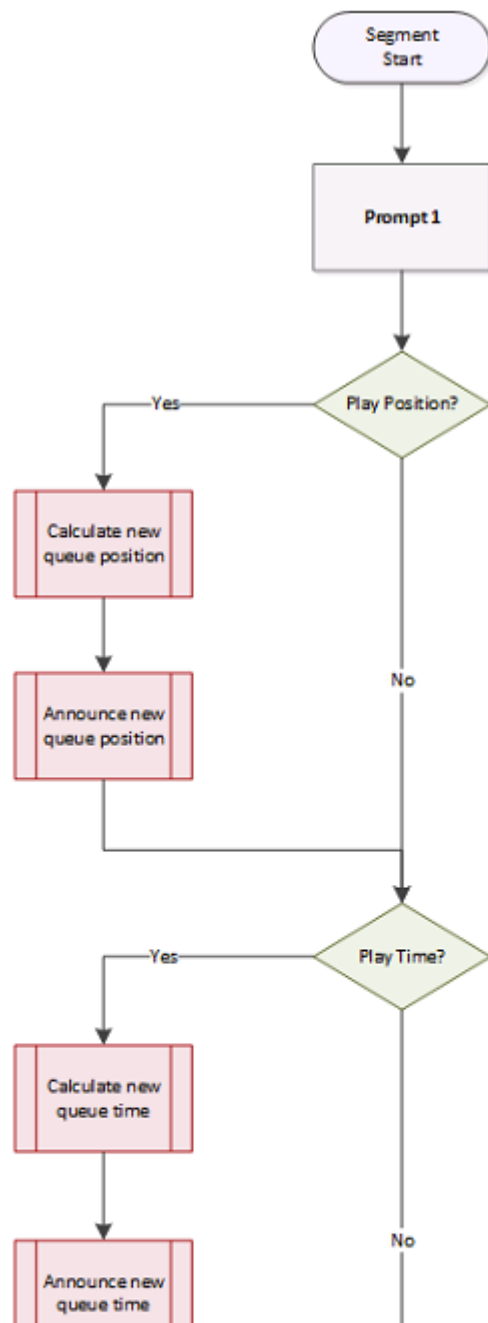 Segment
Start
Prompt 1
Play Position?
Yes
Calculate new
queue position
Announce new
queue position
No
Play Time?
Yes
Calculate new
queue time
Announce new
queue time
No